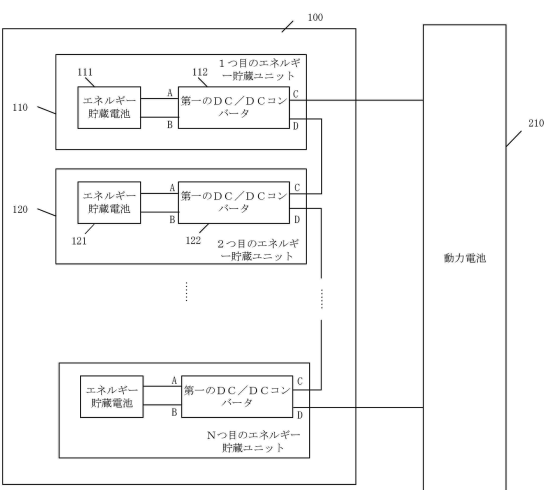 100
1つ目のエネルギ
ー貯蔵ユニット
111
112
110
エネルギー
貯蔵電池
A
B
第一のDC/DCコン
バータ
C
D
210
120
エネルギー
貯蔵電池
A
B
第一のDC/DCコン
バータ
C
D
121
122
2つ目のエネルギ
ー貯蔵ユニット
動力電池
エネルギー
貯蔵電池
A
B
第一のDC/DCコン
バータ
C
D
Nつ目のエネルギー
貯蔵ユニット